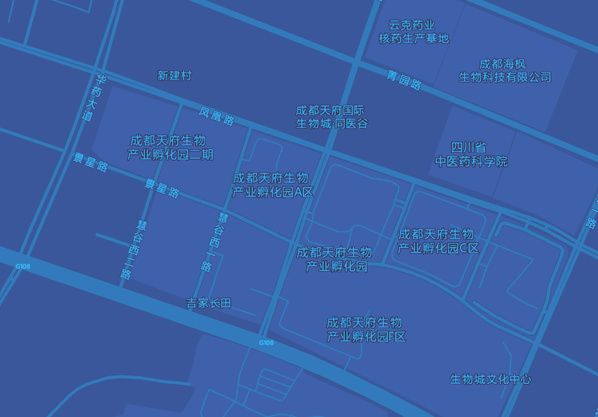 云克药业
核药生产基地
成都海枫
生物科技有限公司
新建村
青园路
华西大道
凤凰路
成都天府国际
生物城 同医谷
成都天府生物
产业孵化园二期
四川省
中医药科学院
景星路
景星路
成都天府生物
产业孵化园A区
慧谷西三路
慧谷西一路
成都天府生物
产业孵化园
成都天府生物
产业孵化园C区
G108
吉家长田
成都天府生物
产业孵化园F区
G108
生物城文化中心